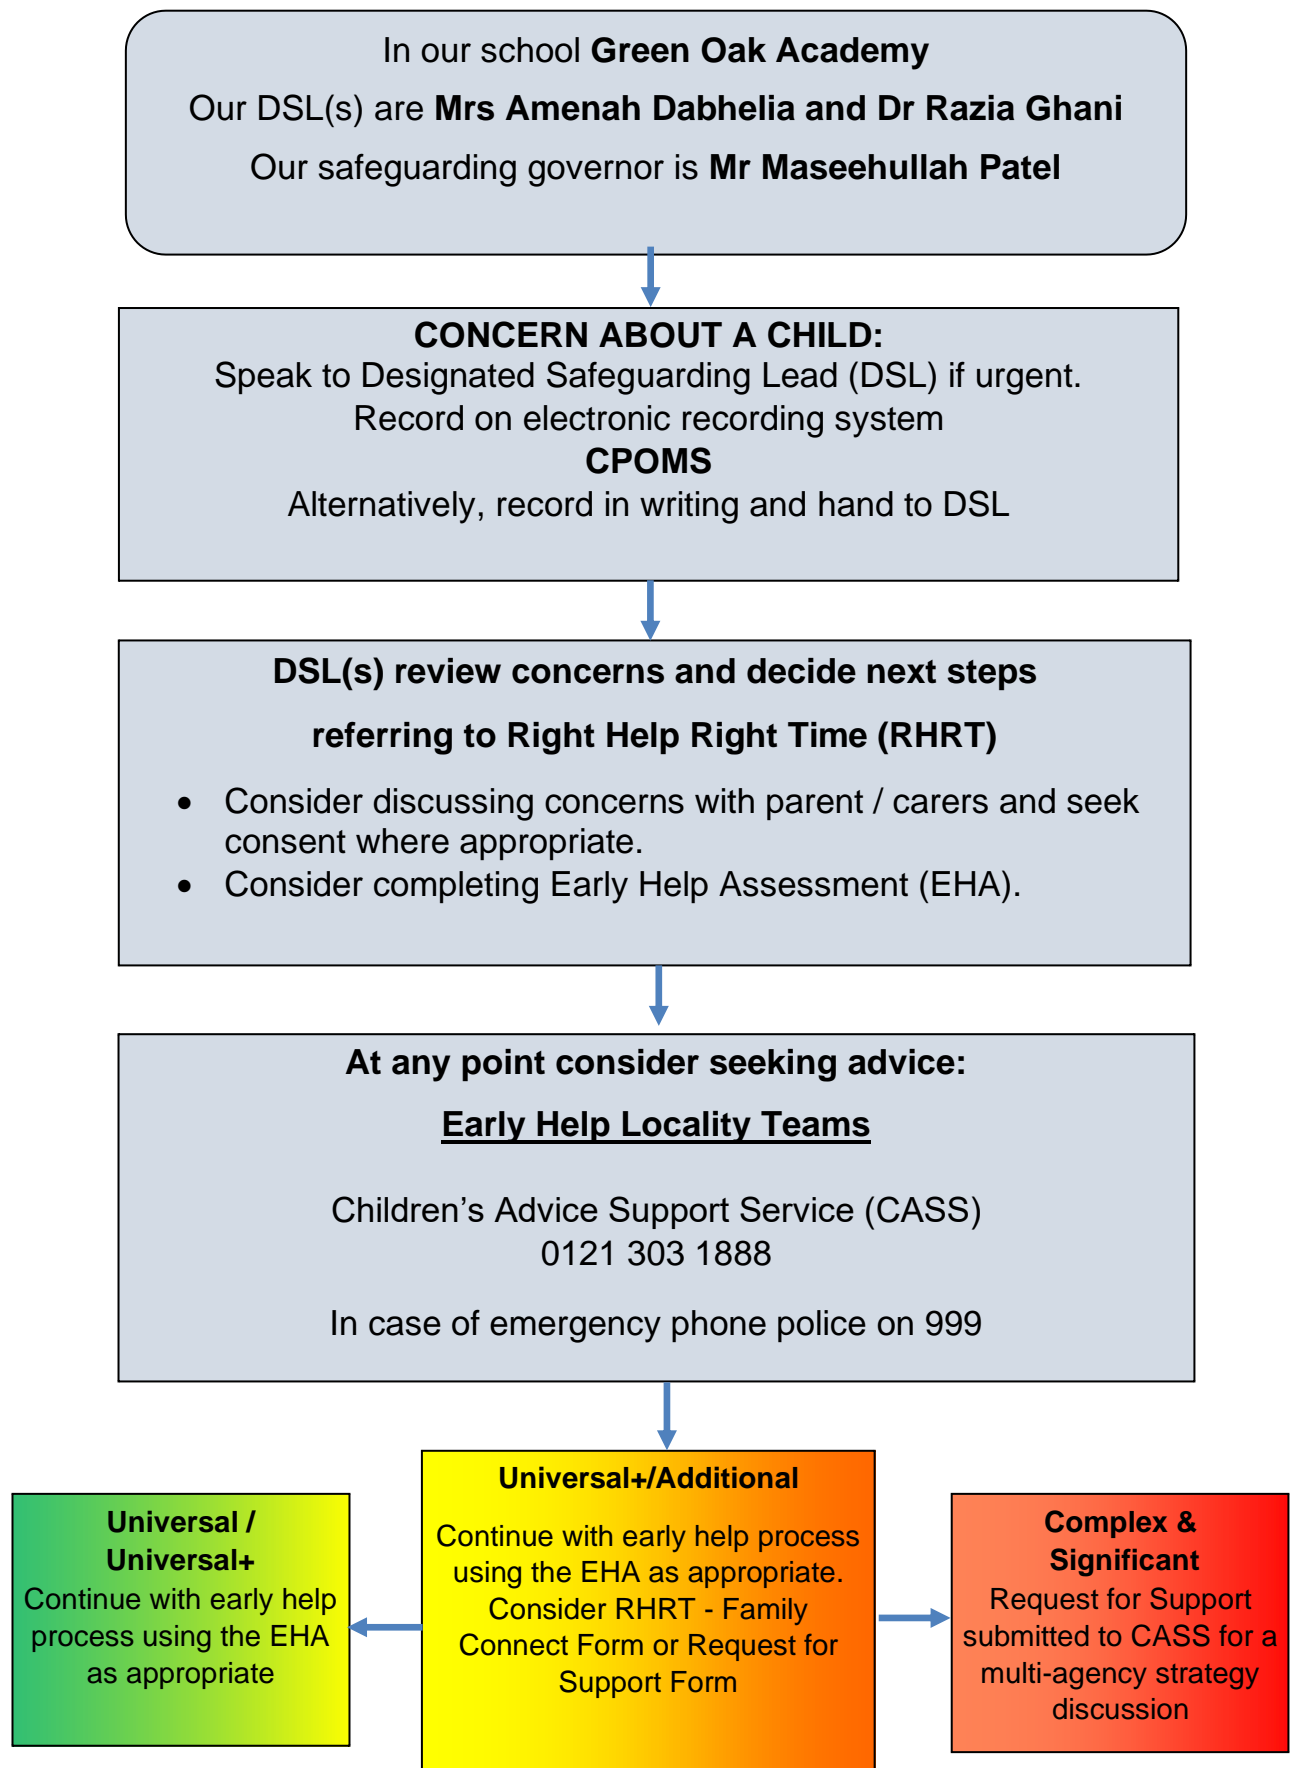 In our school Green Oak Academy
Our DSL(s) are Mrs Amenah Dabhelia and Dr Razia Ghani
Our safeguarding governor is Mr Maseehullah Patel
CONCERN ABOUT A CHILD:
Speak to Designated Safeguarding Lead (DSL) if urgent.
Record on electronic recording system
CPOMS
Alternatively, record in writing and hand to DSL
DSL(s) review concerns and decide next steps
referring to Right Help Right Time (RHRT)
• Consider discussing concerns with parent / carers and seek
consent where appropriate.
• Consider completing Early Help Assessment (EHA).
At any point consider seeking advice:
Early Help Locality Teams
Children’s Advice Support Service (CASS)
0121 303 1888
In case of emergency phone police on 999
Universal /
Universal+
Continue with early help
process using the EHA
as appropriate
Universal+/Additional
Continue with early help process
using the EHA as appropriate.
Consider RHRT - Family
Connect Form or Request for
Support Form
Complex &
Significant
Request for Support
submitted to CASS for a
multi-agency strategy
discussion